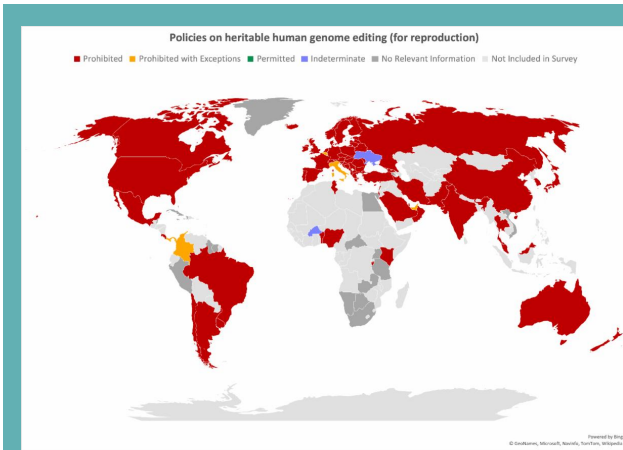 Policies on heritable human genome editing (for reproduction)
Prohibited Prohibited with Exceptions Permitted Indeterminate No Relevant Information Not Included in Survey
Powered by Bing
© GeoNames, Microsoft, Navinfo, TomTom, Wikipedia